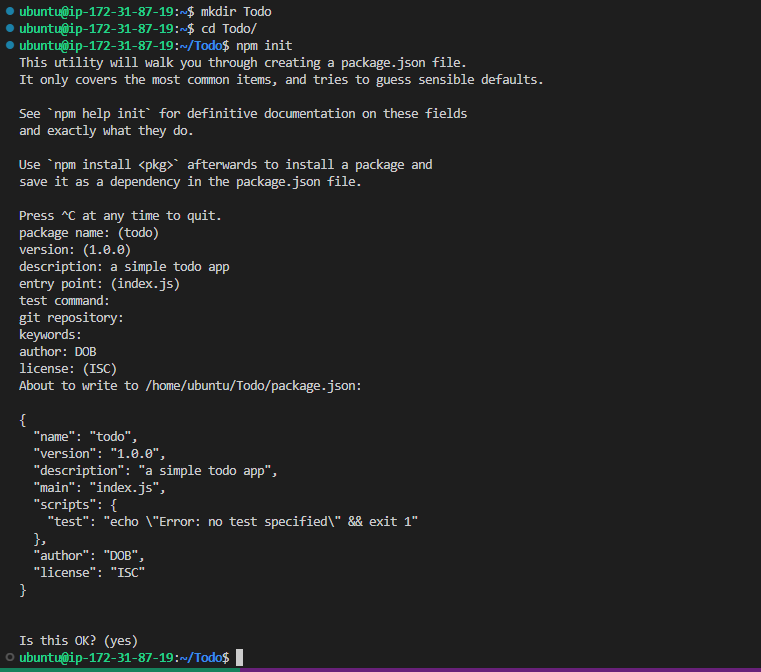 ubuntu@ip-172-31-87-19:~$ mkdir Todo
ubuntu@ip-172-31-87-19:~$ cd Todo/
ubuntu@ip-172-31-87-19:~/Todo$ npm init
This utility will walk you through creating a package.json file.
It only covers the most common items, and tries to guess sensible defaults.

See `npm help init` for definitive documentation on these fields
and exactly what they do.

Use `npm install <pkg>` afterwards to install a package and
save it as a dependency in the package.json file.

Press ^C at any time to quit.
package name: (todo)
version: (1.0.0)
description: a simple todo app
entry point: (index.js)
test command:
git repository:
keywords:
author: DOB
license: (ISC)
About to write to /home/ubuntu/Todo/package.json:

{
  "name": "todo",
  "version": "1.0.0",
  "description": "a simple todo app",
  "main": "index.js",
  "scripts": {
    "test": "echo \"Error: no test specified\" && exit 1"
  },
  "author": "DOB",
  "license": "ISC"
}


Is this OK? (yes)
ubuntu@ip-172-31-87-19:~/Todo$